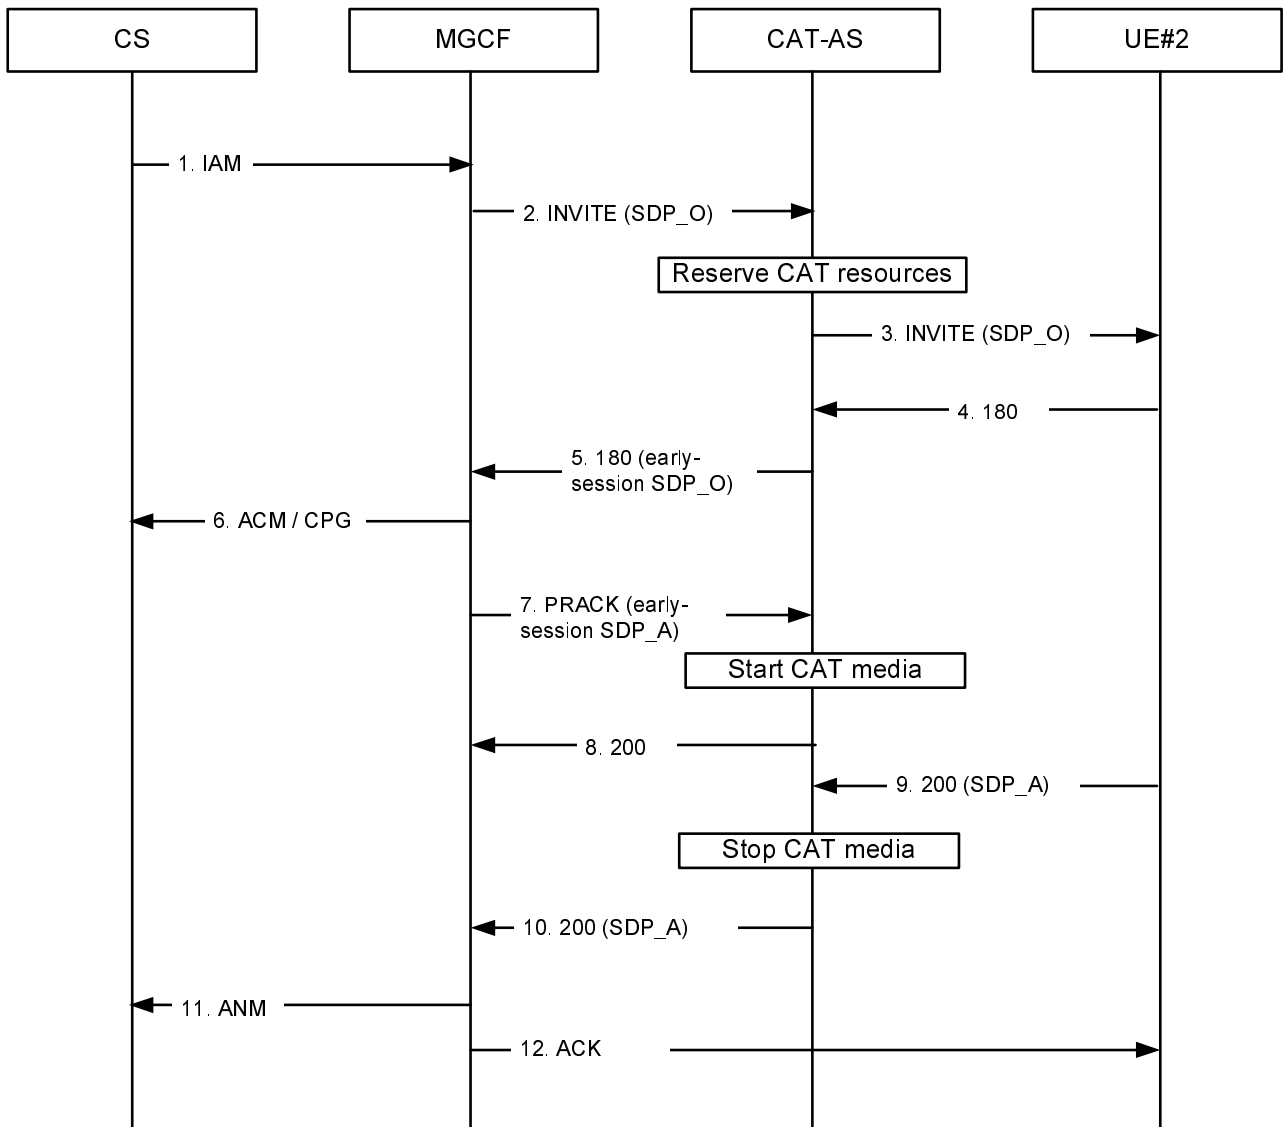 CS
MGCF
CAT-AS
UE#2
1. IAM
2. INVITE (SDP_O)
Reserve CAT resources
3. INVITE (SDP_O)
4. 180
5. 180 (early-
session SDP_O)
6. ACM / CPG
7. PRACK (early-
session SDP_A)
Start CAT media
8. 200
9. 200 (SDP_A)
Stop CAT media
10. 200 (SDP_A)
11. ANM
12. ACK